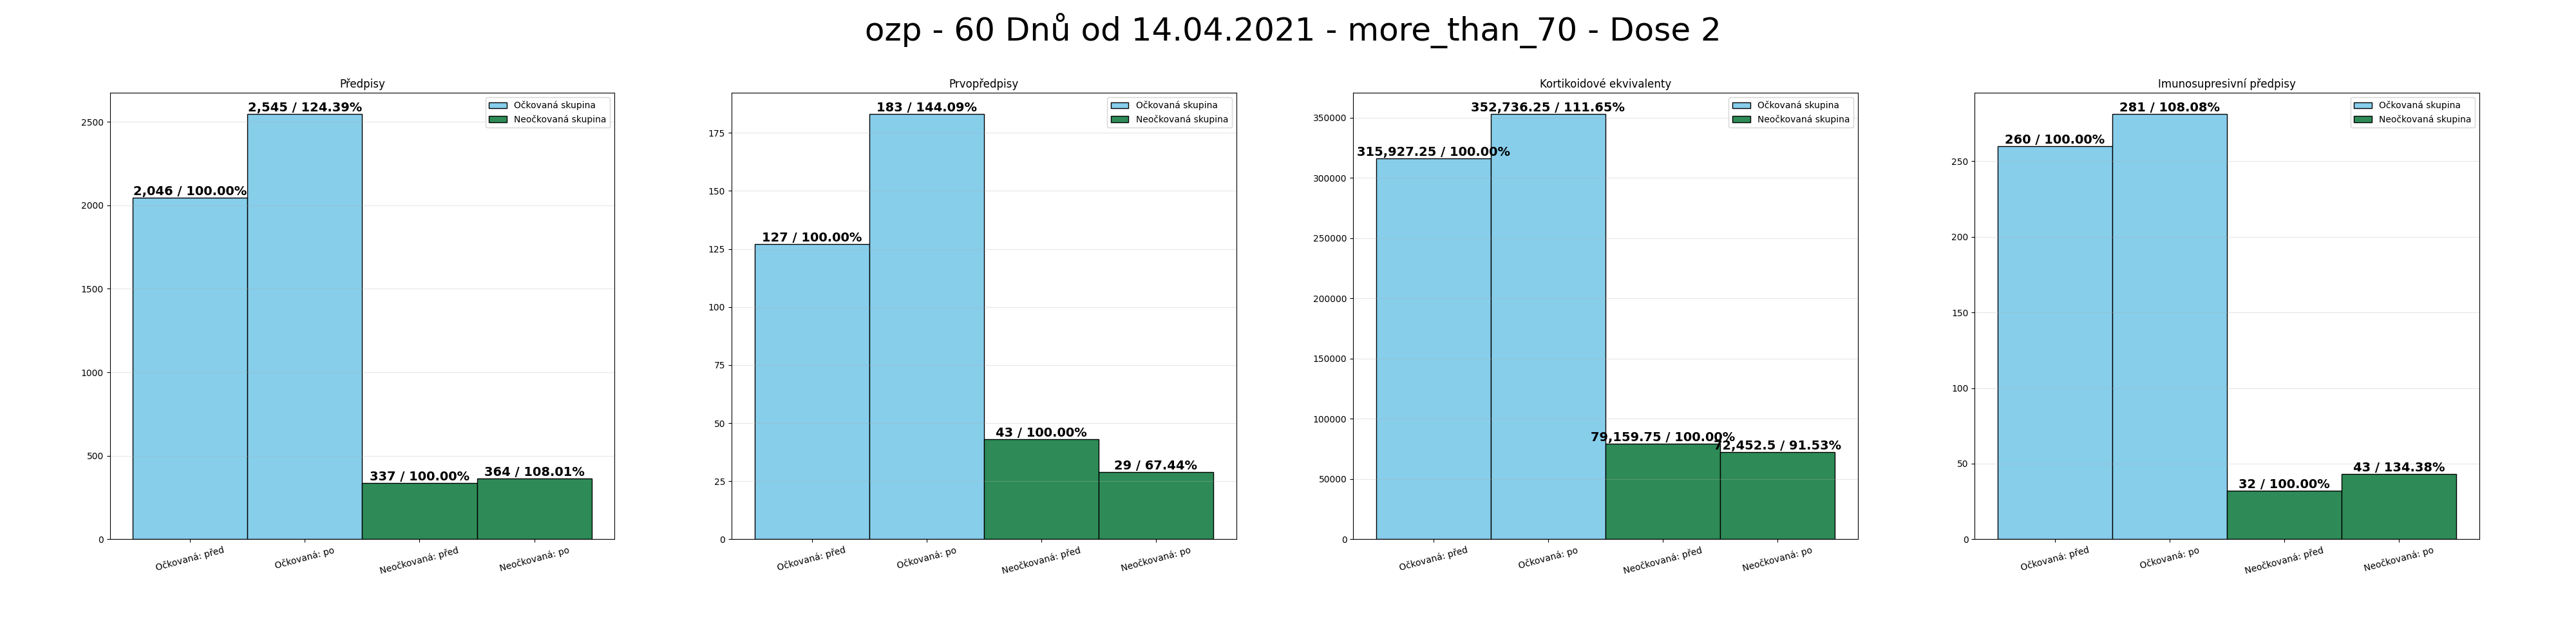 ozp - 60 Dnů od 14.04.2021 - more_than_70 - Dose 2
Předpisy
2,046 / 100.00%
2,545 / 124.39%
337 / 100.00%
364 / 108.01%
Očkovaná skupina
Neočkovaná skupina
2500
2000
1500
1000
500
0
Očkovaná: před
Očkovaná: po
Neočkovaná: před
Neočkovaná: po
Prvopředpisy
127 / 100.00%
183 / 144.09%
43 / 100.00%
29 / 67.44%
Očkovaná skupina
Neočkovaná skupina
175
150
125
100
75
50
25
0
Očkovaná: před
Očkovaná: po
Neočkovaná: před
Neočkovaná: po
Kortikoidové ekvivalenty
315,927.25 / 100.00%
352,736.25 / 111.65%
79,159.75 / 100.00%
72,452.5 / 91.53%
Očkovaná skupina
Neočkovaná skupina
350000
300000
250000
200000
150000
100000
50000
0
Očkovaná: před
Očkovaná: po
Neočkovaná: před
Neočkovaná: po
Imunosupresivní předpisy
260 / 100.00%
281 / 108.08%
32 / 100.00%
43 / 134.38%
Očkovaná skupina
Neočkovaná skupina
250
200
150
100
50
0
Očkovaná: před
Očkovaná: po
Neočkovaná: před
Neočkovaná: po